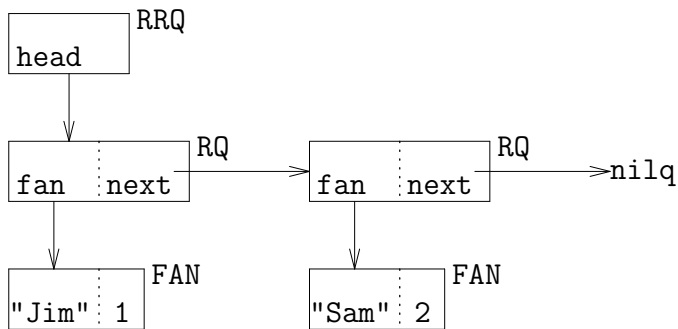 RRQ
head
RQ RQ
fan next fan next nilq
FAN FAN
"Jim" 1 "Sam" 2